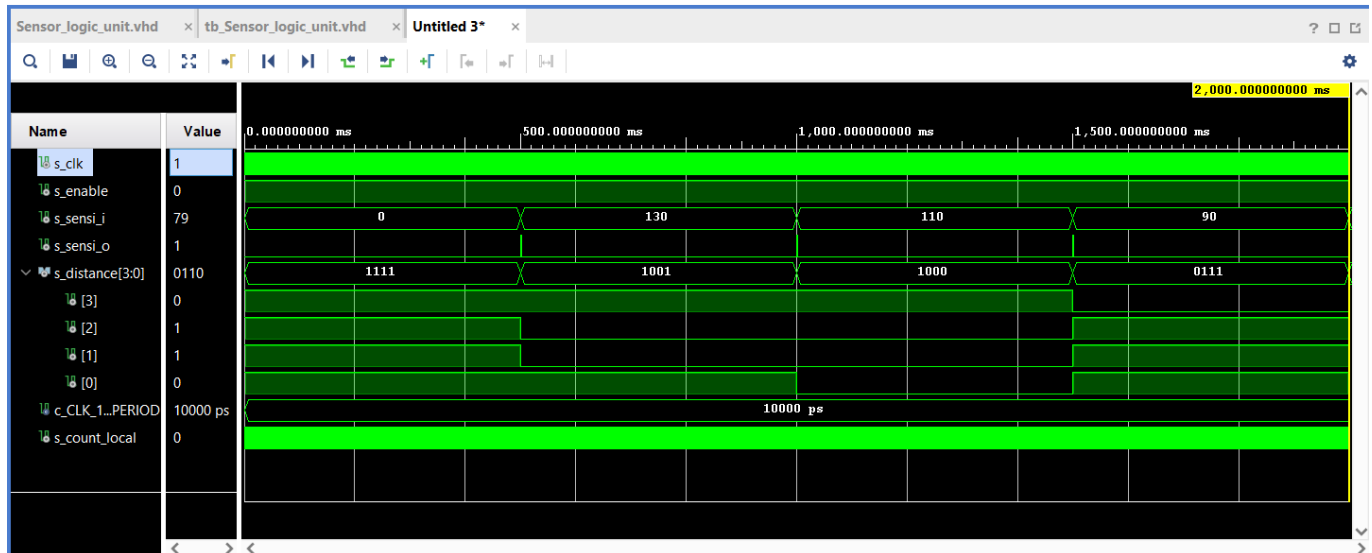 Sensor_logic_unit.vhd × tb_Sensor_logic_unit.vhd × Untitled 3* × ?
2,000.000000000 ms
Name Value 0.000000000 ms 500.000000000 ms 1,000.000000000 ms 1,500.000000000 ms
s_clk 1
s_enable 0
s_sensi_i 79 0 130 110 90
s_sensi_o 1
s_distance[3:0] 0110 1111 1001 1000 0111
[3] 0
[2] 1
[1] 1
[0] 0
c_CLK_1...PERIOD 10000 ps 10000 ps
s_count_local 0